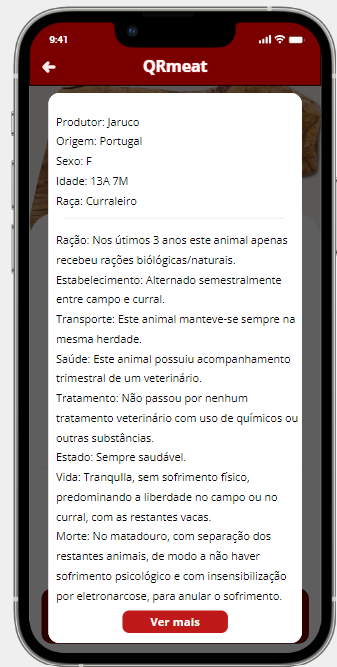 9:41
QRmeat
Produtor: Jaruco
Origem: Portugal
Sexo: F
Idade: 13A 7M
Raça: Curraleiro
Ração: Nos útimos 3 anos este animal apenas
recebeu rações biólógicas/naturais.
Estabelecimento: Alternado semestralmente
entre campo e curral.
Transporte: Este animal manteve-se sempre na
mesma herdade.
Saúde: Este animal possuiu acompanhamento
trimestral de um veterinário.
Tratamento: Não passou por nenhum
tratamento veterinário com uso de químicos ou
outras substâncias.
Estado: Sempre saudável.
Vida: Tranqulla, sem sofrimento físico,
predominando a liberdade no campo ou no
curral, com as restantes vacas.
Morte: No matadouro, com separação dos
restantes animais, de modo a não haver
sofrimento psicológico e com insensibilização
por eletronarcose, para anular o sofrimento.
Ver mais